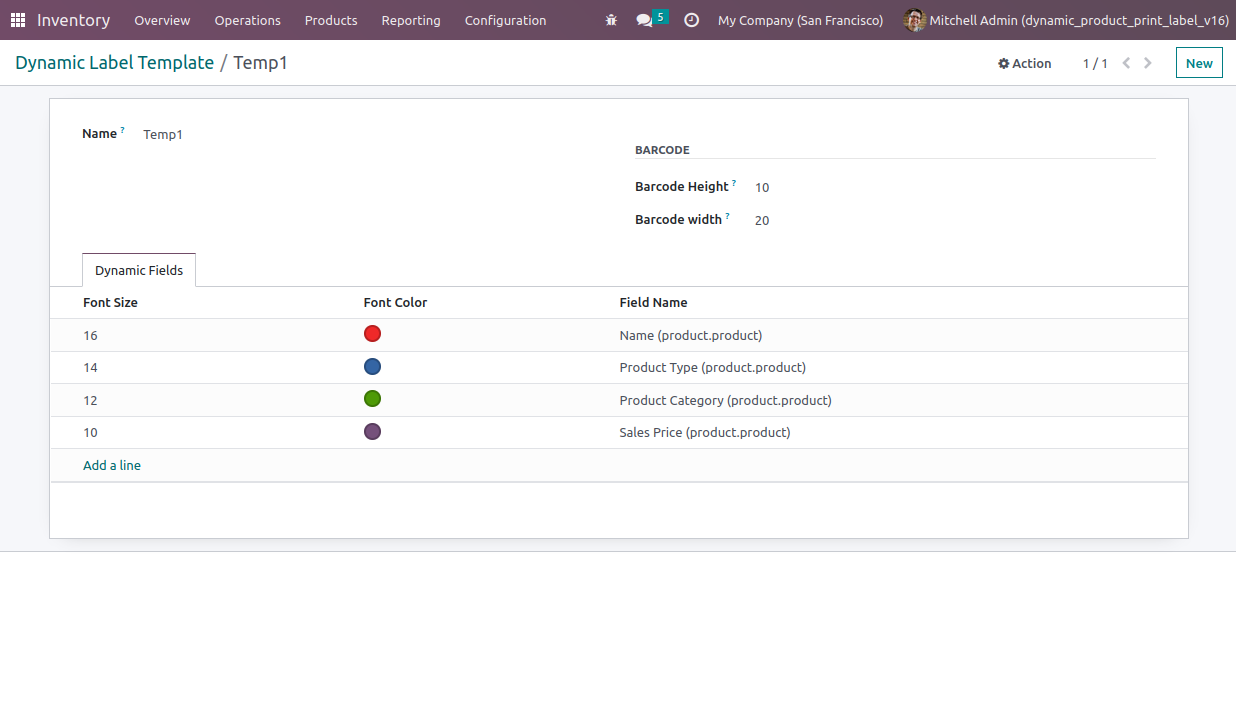 Inventory Overview Operations Products Reporting Configuration 5 My Company (San Francisco) Mitchell Admin (dynamic_product_print_label_v16)
Dynamic Label Template / Temp1 Action 1 / 1 New
Name ? Temp1
BARCODE
Barcode Height ? 10
Barcode width ? 20
Dynamic Fields
Font Size Font Color Field Name
16 Name (product.product)
14 Product Type (product.product)
12 Product Category (product.product)
10 Sales Price (product.product)
Add a line